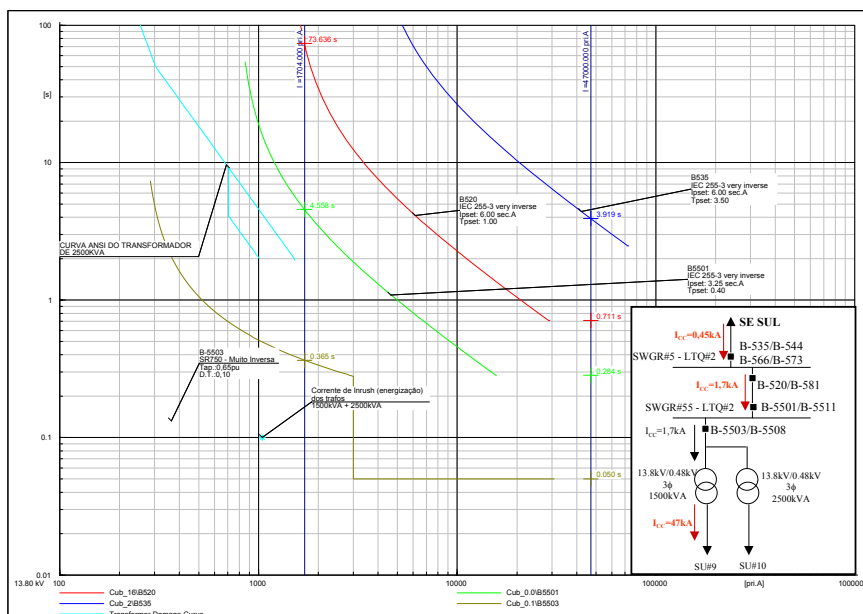 100
[s]
10
1
0.1
0.01
13.80 kV
100
1000
10000
100000
[pri.A]
1000000
I =1704.000 pri.A
I =47000.000 pri.A
73.636 s
4.558 s
0.365 s
3.919 s
0.711 s
0.284 s
0.050 s
B535
IEC 255-3 very inverse
Ipset: 6.00 sec.A
Tpset: 3.50
B520
IEC 255-3 very inverse
Ipset: 6.00 sec.A
Tpset: 1.00
CURVA ANSI DO TRANSFORMADOR
DE 2500KVA
B5501
IEC 255-3 very inverse
Ipset: 3.25 sec.A
Tpset: 0.40
B-5503
SR750 - Muito Inversa
Tap.:0,65pu
D.T.:0,10
Corrente de Inrush (energização)
dos trafos
1500kVA + 2500kVA
SE SUL
ICC=0,45kA
B-535/B-544
B-566/B-573
SWGR#5 - LTQ#2
ICC=1,7kA
B-520/B-581
SWGR#55 - LTQ#2
B-5501/B-5511
ICC=1,7kA
B-5503/B-5508
13.8kV/0.48kV
3ϕ
1500kVA
13.8kV/0.48kV
3ϕ
2500kVA
ICC=47kA
SU#9
SU#10
Cub_16\B520
Cub_0.0\B5501
Cub_2\B535
Cub_0.1\B5503
Transformer Damage Curve